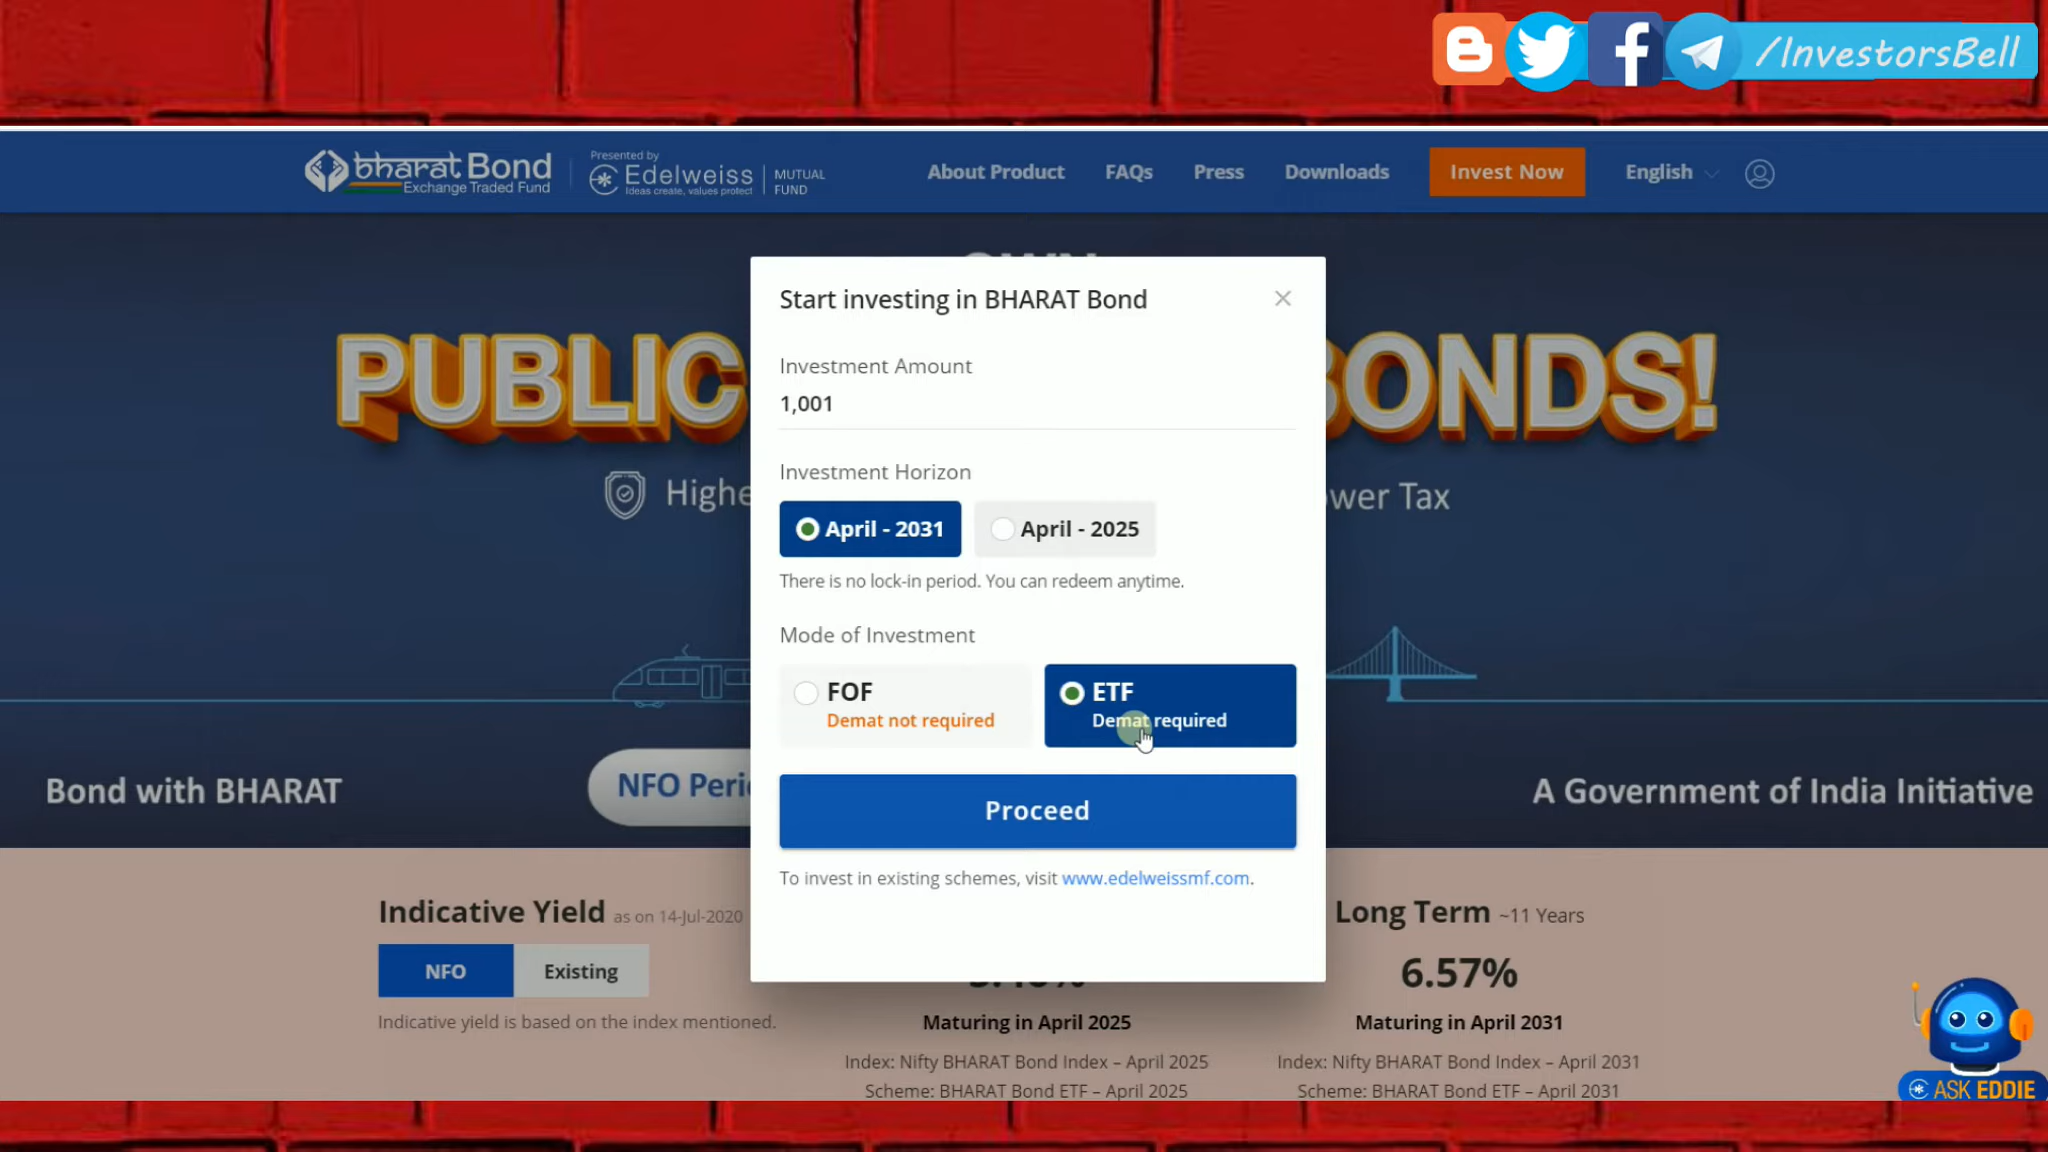 /InvestorsBell
bharat Bond
Exchange Traded Fund
Presented by
Edelweiss
Ideas create, values protect
MUTUAL
FUND
About Product
FAQs
Press
Downloads
Invest Now
English
PUBLIC
BONDS!
Start investing in BHARAT Bond
Investment Amount
1,001
Investment Horizon
April - 2031
April - 2025
There is no lock-in period. You can redeem anytime.
Mode of Investment
FOF
Demat not required
ETF
Demat required
Proceed
To invest in existing schemes, visit www.edelweissmf.com.
Bond with BHARAT
A Government of India Initiative
Indicative Yield as on 14-Jul-2020
NFO
Existing
Indicative yield is based on the index mentioned.
Maturing in April 2025
Index: Nifty BHARAT Bond Index – April 2025
Scheme: BHARAT Bond ETF – April 2025
Long Term ~11 Years
6.57%
Maturing in April 2031
Index: Nifty BHARAT Bond Index – April 2031
Scheme: BHARAT Bond ETF – April 2031
ASK EDDIE